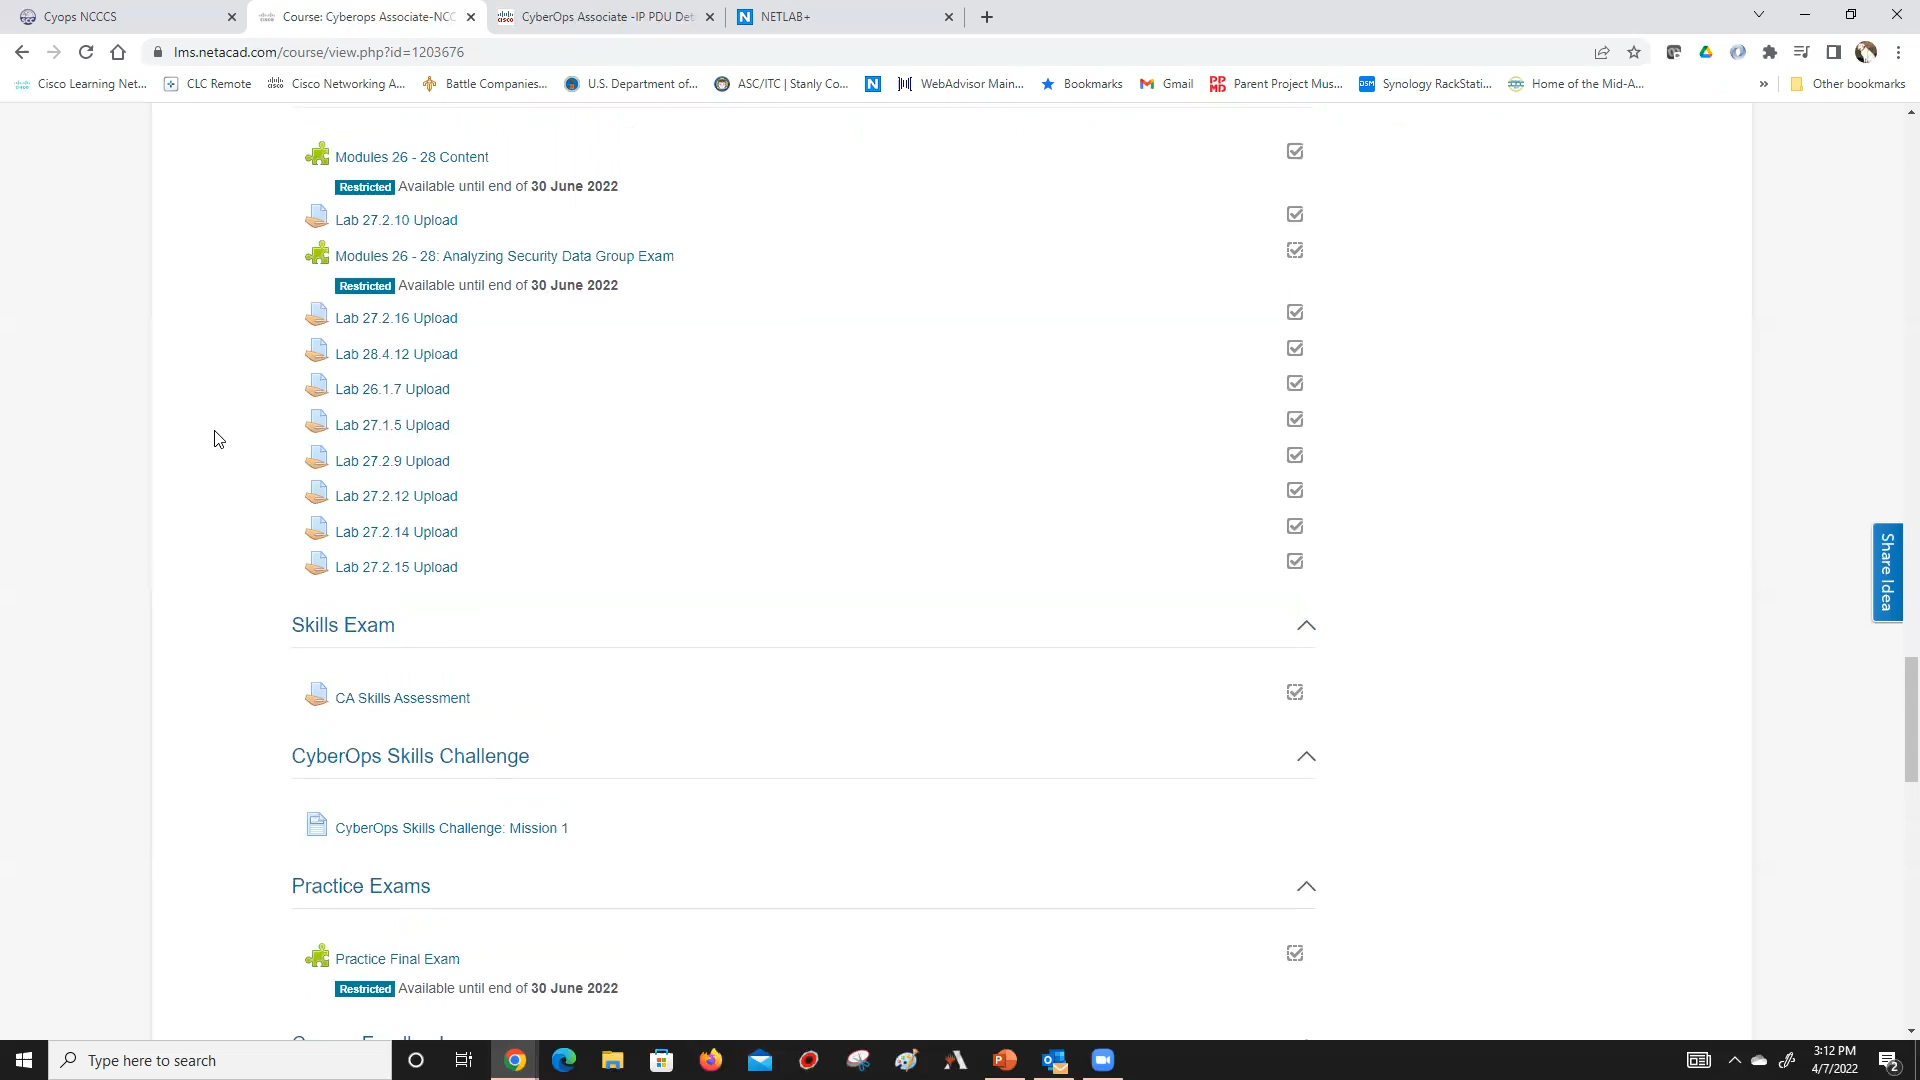 Cyops NCCCS
Course: Cyberops Associate-NCC
CyberOps Associate -IP PDU Det
NETLAB+
lms.netacad.com/course/view.php?id=1203676
Cisco Learning Net...
CLC Remote
Cisco Networking A...
Battle Companies...
U.S. Department of...
ASC/ITC | Stanly Co...
WebAdvisor Main...
Bookmarks
Gmail
Parent Project Mus...
Synology RackStati...
Home of the Mid-A...
»
Other bookmarks
Modules 26 - 28 Content
Restricted Available until end of 30 June 2022
Lab 27.2.10 Upload
Modules 26 - 28: Analyzing Security Data Group Exam
Restricted Available until end of 30 June 2022
Lab 27.2.16 Upload
Lab 28.4.12 Upload
Lab 26.1.7 Upload
Lab 27.1.5 Upload
Lab 27.2.9 Upload
Lab 27.2.12 Upload
Lab 27.2.14 Upload
Lab 27.2.15 Upload
Share Idea
Skills Exam
CA Skills Assessment
CyberOps Skills Challenge
CyberOps Skills Challenge: Mission 1
Practice Exams
Practice Final Exam
Restricted Available until end of 30 June 2022
Type here to search
3:12 PM
4/7/2022
2